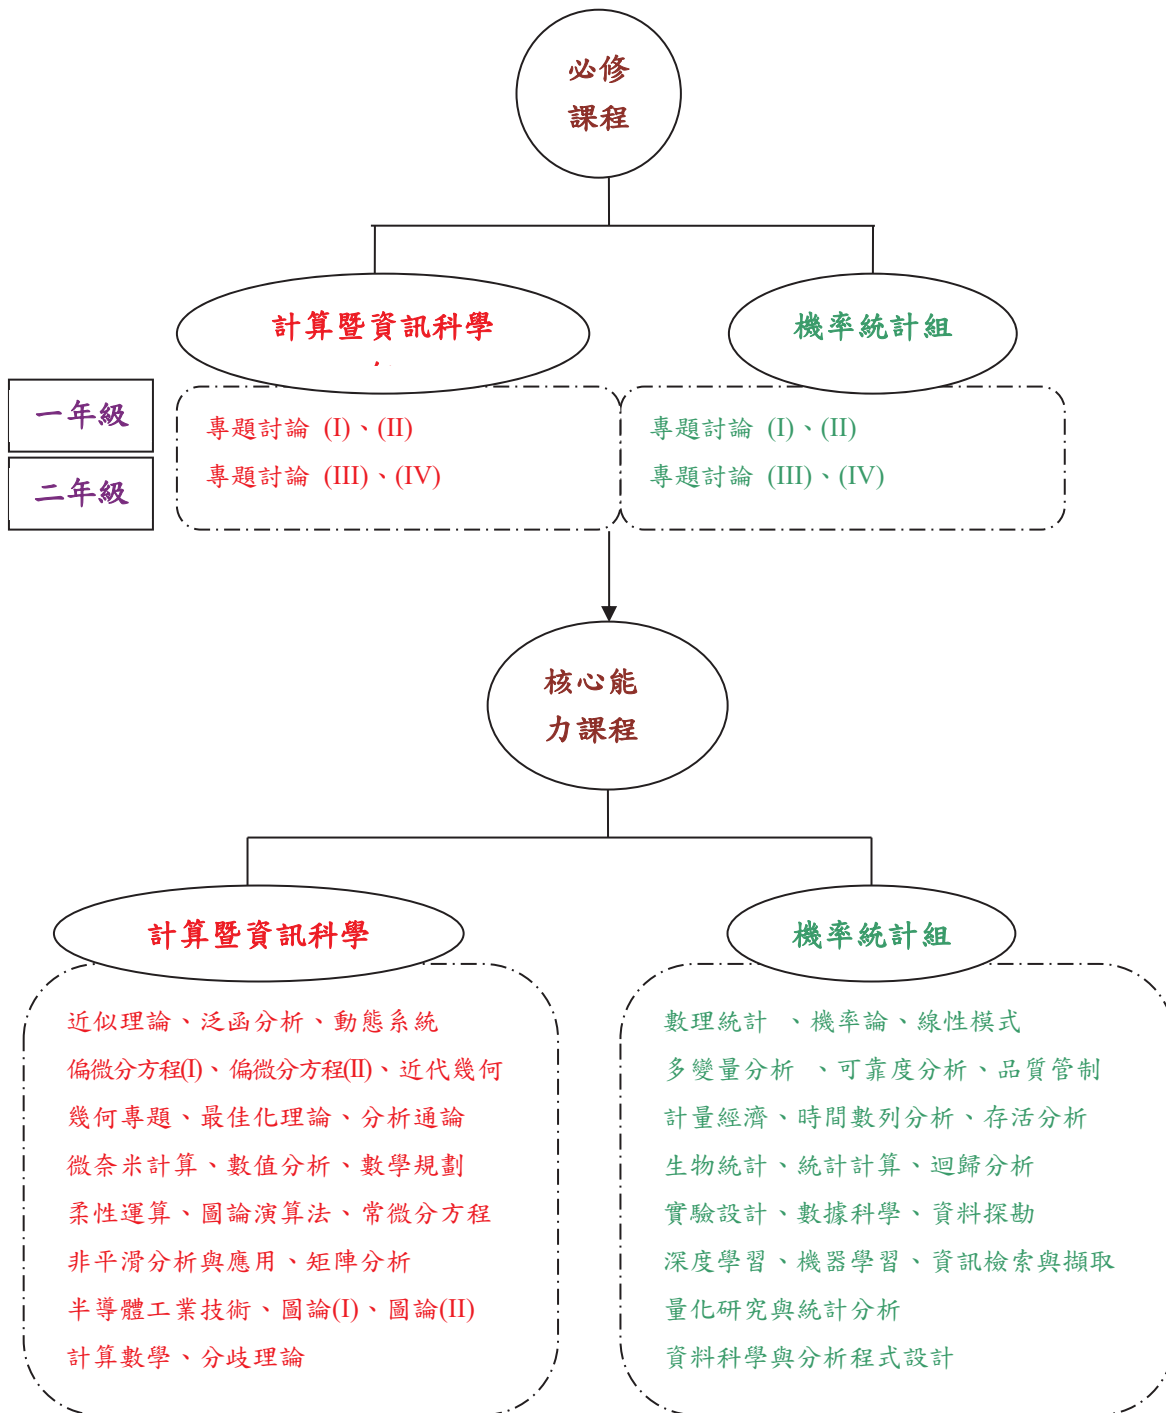 必修
課程
計算暨資訊科學
機率統計組
一年級
專題討論 (I)、(II)
專題討論 (I)、(II)
二年級
專題討論 (III)、(IV)
專題討論 (III)、(IV)
核心能
力課程
計算暨資訊科學
機率統計組
近似理論、泛函分析、動態系統
偏微分方程(I)、偏微分方程(II)、近代幾何
幾何專題、最佳化理論、分析通論
微奈米計算、數值分析、數學規劃
柔性運算、圖論演算法、常微分方程
非平滑分析與應用、矩陣分析
半導體工業技術、圖論(I)、圖論(II)
計算數學、分歧理論
數理統計 、機率論、線性模式
多變量分析 、可靠度分析、品質管制
計量經濟、時間數列分析、存活分析
生物統計、統計計算、迴歸分析
實驗設計、數據科學、資料探勘
深度學習、機器學習、資訊檢索與擷取
量化研究與統計分析
資料科學與分析程式設計